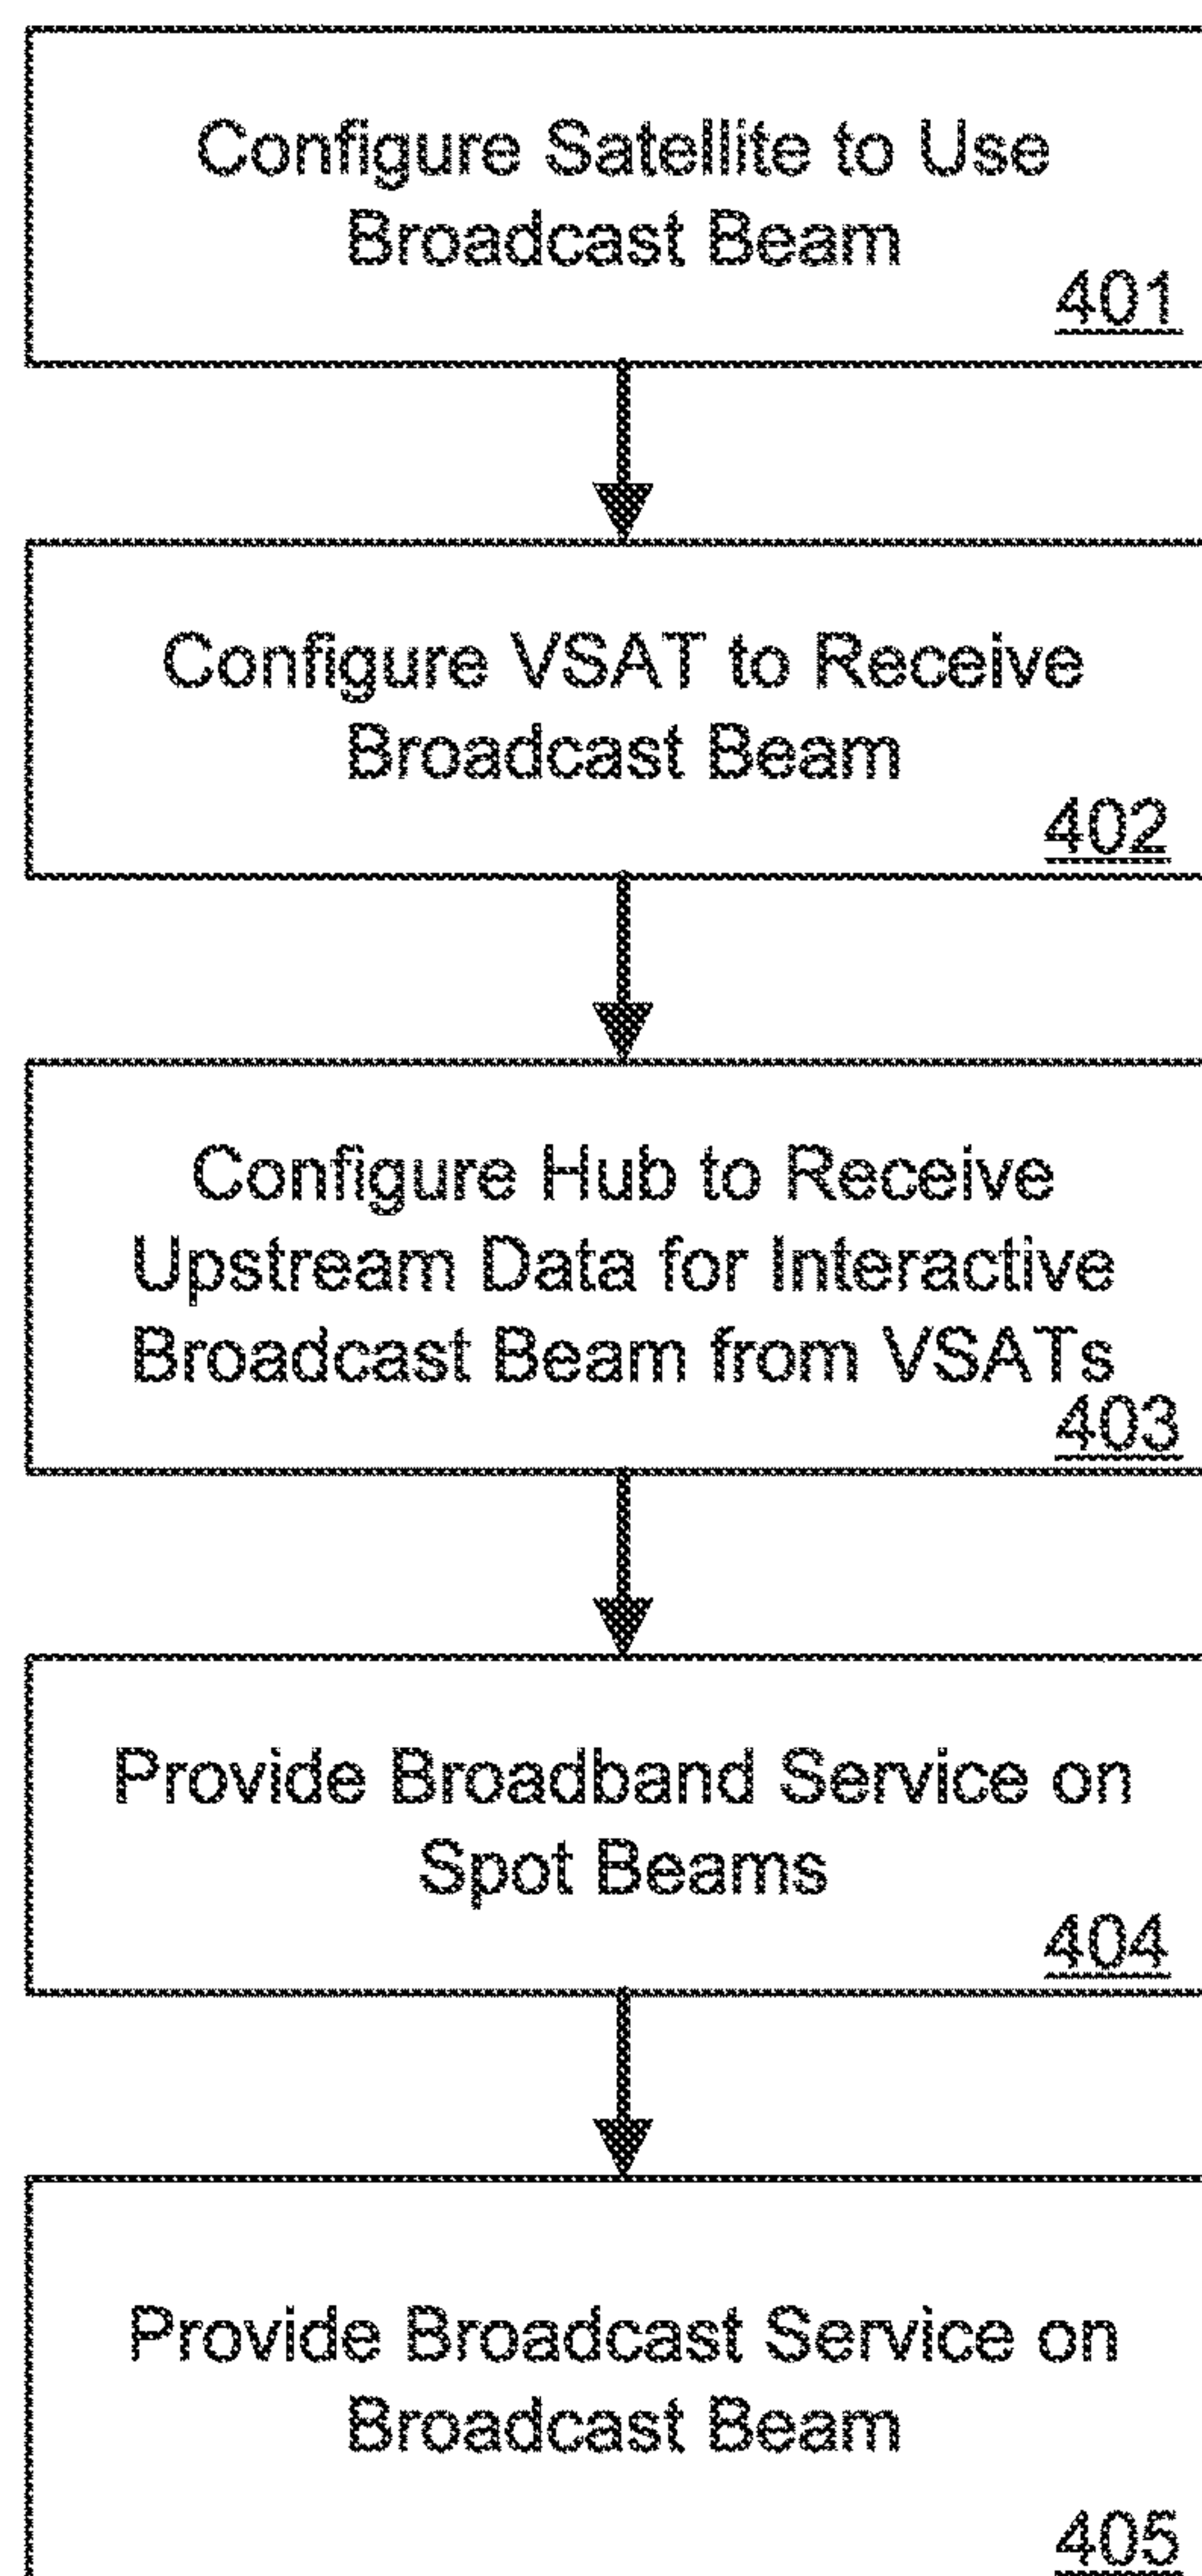 Configure Satellite to Use
Broadcast Beam
401
Configure VSAT to Receive
Broadcast Beam
402
Configure Hub to Receive
Upstream Data for Interactive
Broadcast Beam from VSATs
403
Provide Broadband Service on
Spot Beams
404
Provide Broadcast Service on
Broadcast Beam
405